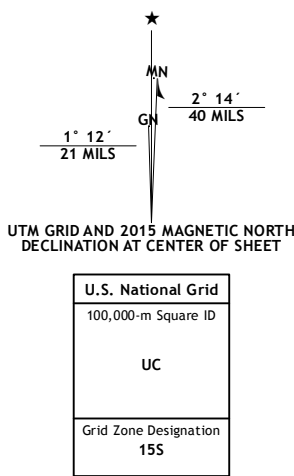 ★
MN
2° 14´
40 MILS
GN
1° 12´
21 MILS
UTM GRID AND 2015 MAGNETIC NORTH
DECLINATION AT CENTER OF SHEET
U.S. National Grid
100,000-m Square ID
UC
Grid Zone Designation
15S